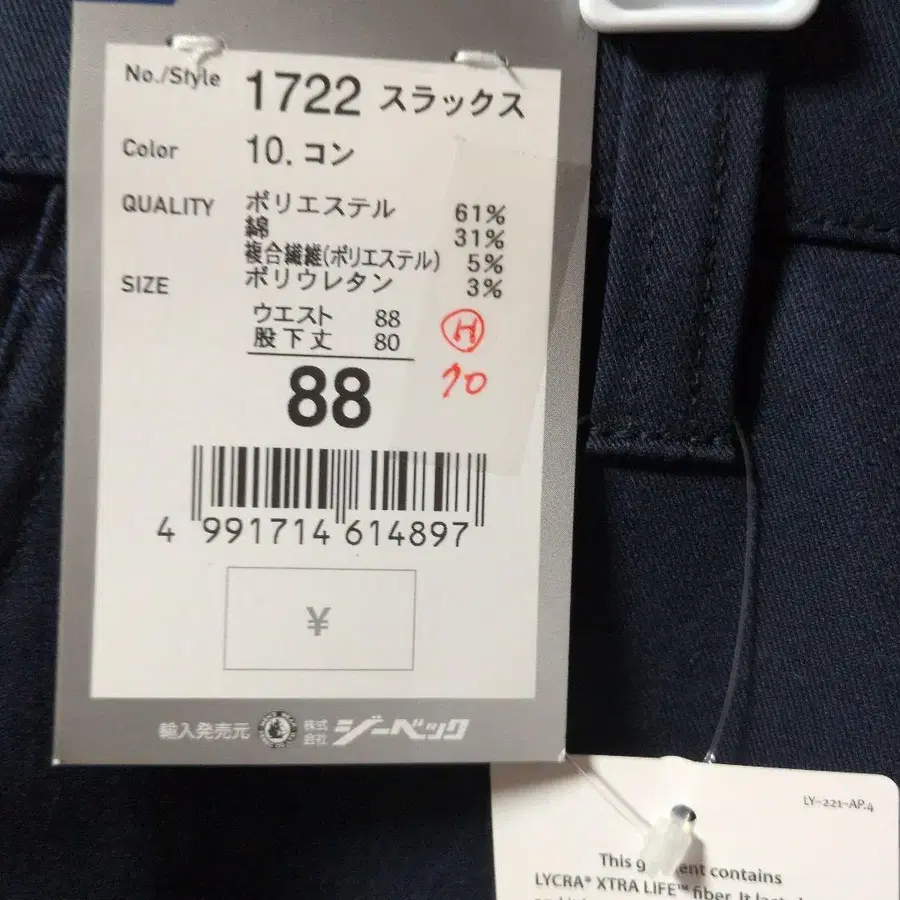 No./Style 1722 スラックス
Color 10. コン
QUALITY ポリエステル 61%
綿 31%
複合繊維(ポリエステル) 5%
ポリウレタン 3%
SIZE
ウエスト 88
股下丈 80
H
70
88
4 991714 614897
¥
輸入発売元 株式会社 ジーベック
LY-221-AP.4
This contains
LYCRA® XTRA LIFE™ fiber. It